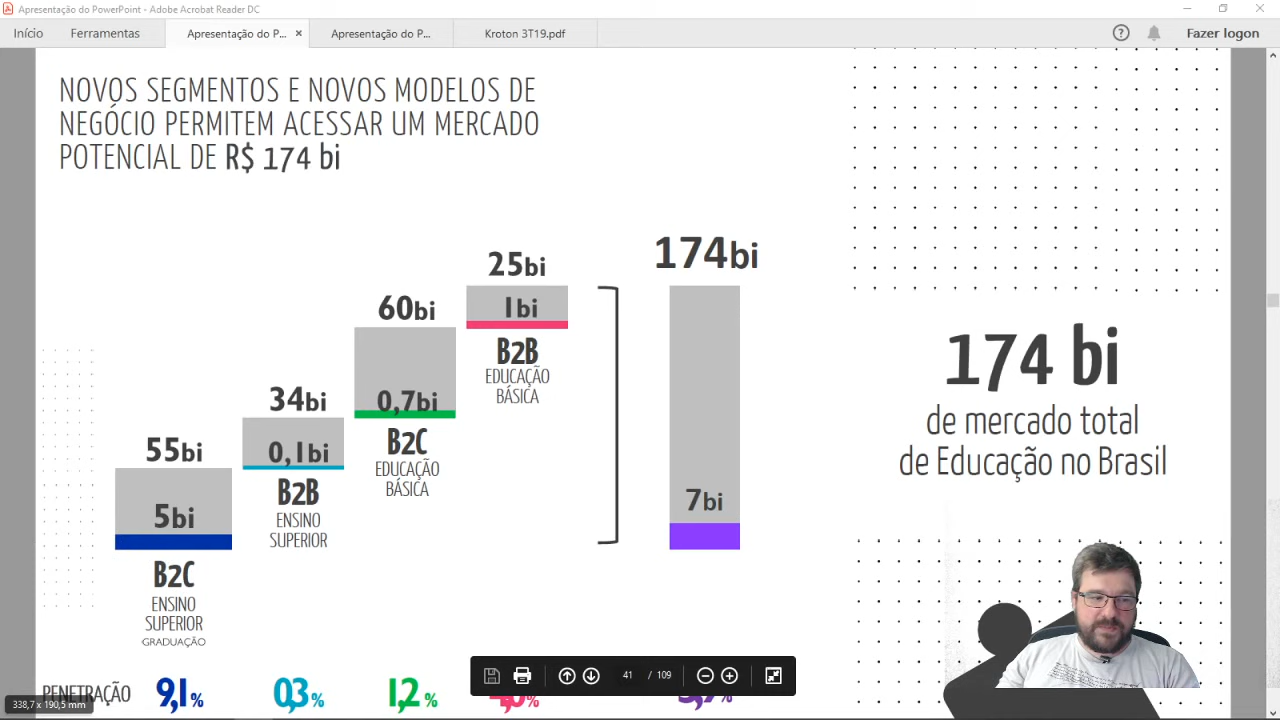 Apresentação do PowerPoint - Adobe Acrobat Reader DC
Início
Ferramentas
Apresentação do P...
Apresentação do P...
Kroton 3T19.pdf
Fazer logon
NOVOS SEGMENTOS E NOVOS MODELOS DE
NEGÓCIO PERMITEM ACESSAR UM MERCADO
POTENCIAL DE R$ 174 bi
55bi
5bi
B2C
ENSINO
SUPERIOR
GRADUAÇÃO
34bi
0,1bi
B2B
ENSINO
SUPERIOR
60bi
0,7bi
B2C
EDUCAÇÃO
BÁSICA
25bi
1bi
B2B
EDUCAÇÃO
BÁSICA
174bi
7bi
174 bi
de mercado total
de Educação no Brasil
PENETRAÇÃO
9,1%
0,3%
1,2%
41 / 109
338,7 x 190,5 mm